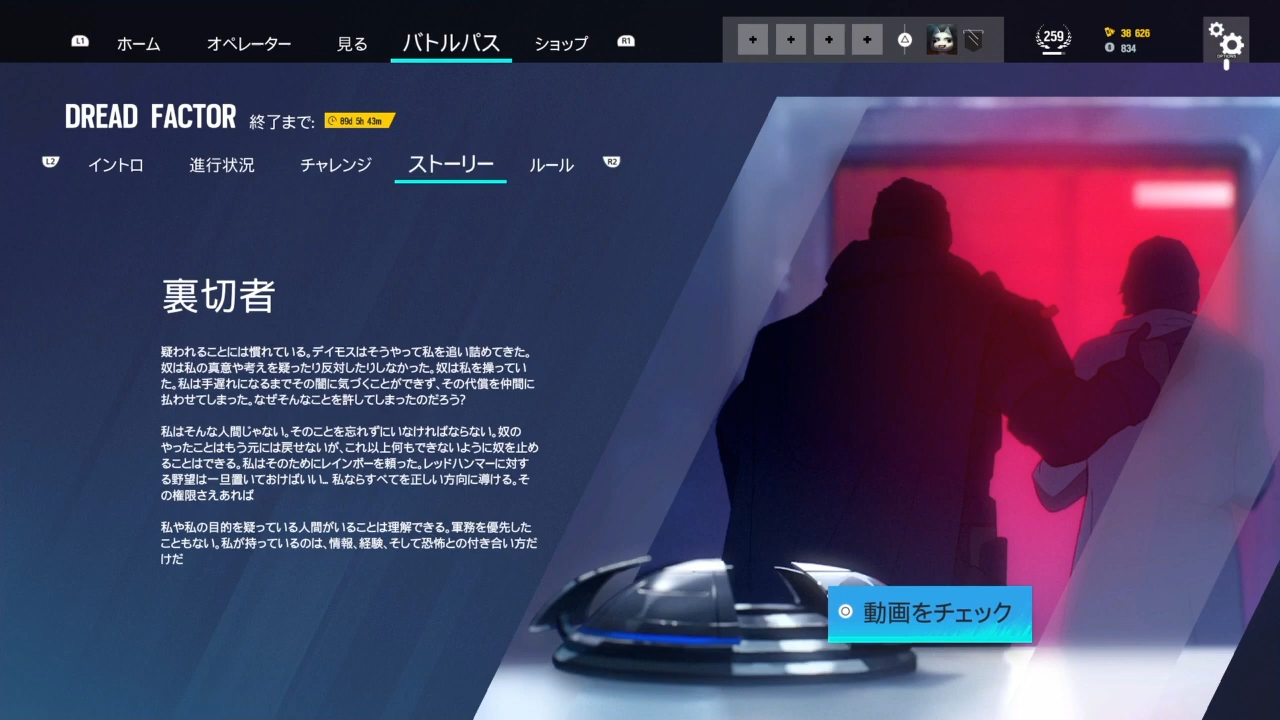 L1 ホーム オペレーター 見る バトルパス ショップ R1
259
38 626
834
OPTIONS
DREAD FACTOR 終了まで: 89d 5h 43m
L2 イントロ 進行状況 チャレンジ ストーリー ルール R2
裏切者
疑われることには慣れている。デイモスはそうやって私を追い詰めてきた。
奴は私の真意や考えを疑ったり反対したりしなかった。奴は私を操ってい
た。私は手遅れになるまでその闇に気づくことができず、その代償を仲間に
払わせてしまった。なぜそんなことを許してしまったのだろう?
私はそんな人間じゃない。そのことを忘れずにいなければならない。奴の
やったことはもう元には戻せないが、これ以上何もできないように奴を止め
ることはできる。私はそのためにレインボーを頼った。レッドハンマーに対す
る野望は一旦置いておけばいい... 私ならすべてを正しい方向に導ける。そ
の権限さえあれば
私や私の目的を疑っている人間がいることは理解できる。軍務を優先した
こともない。私が持っているのは、情報、経験、そして恐怖との付き合い方だ
けだ
動画をチェック